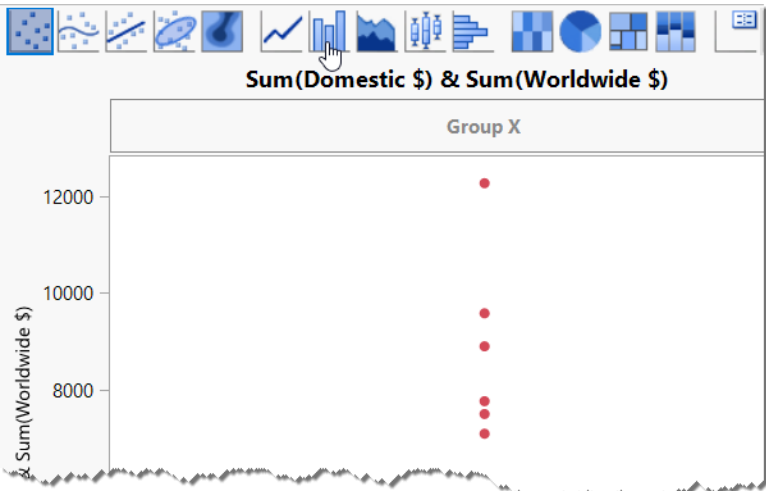 Sum(Domestic $) & Sum(Worldwide $)
Group X
12000
10000
8000
& Sum(Worldwide $)